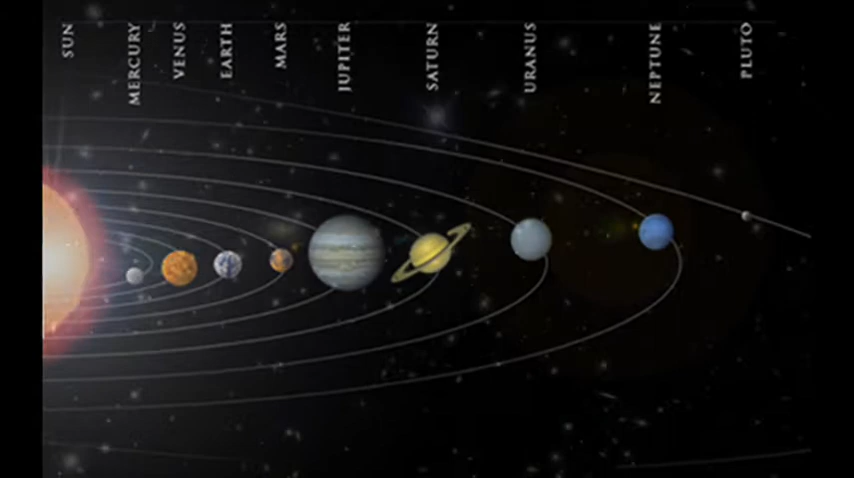 SUN
MERCURY
VENUS
EARTH
MARS
JUPITER
SATURN
URANUS
NEPTUNE
PLUTO